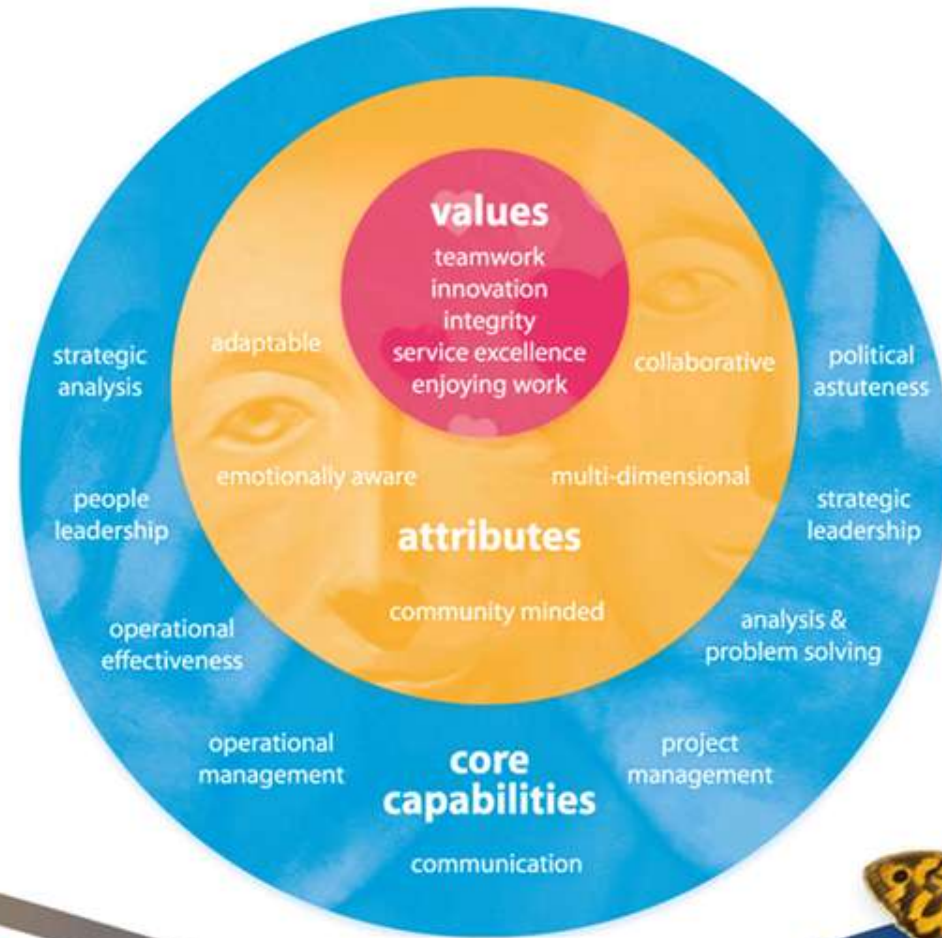 values
teamwork
innovation
integrity
service excellence
enjoying work
adaptable
collaborative
emotionally aware
multi-dimensional
attributes
community minded
strategic
analysis
political
astuteness
people
leadership
strategic
leadership
operational
effectiveness
analysis &
problem solving
operational
management
project
management
core
capabilities
communication